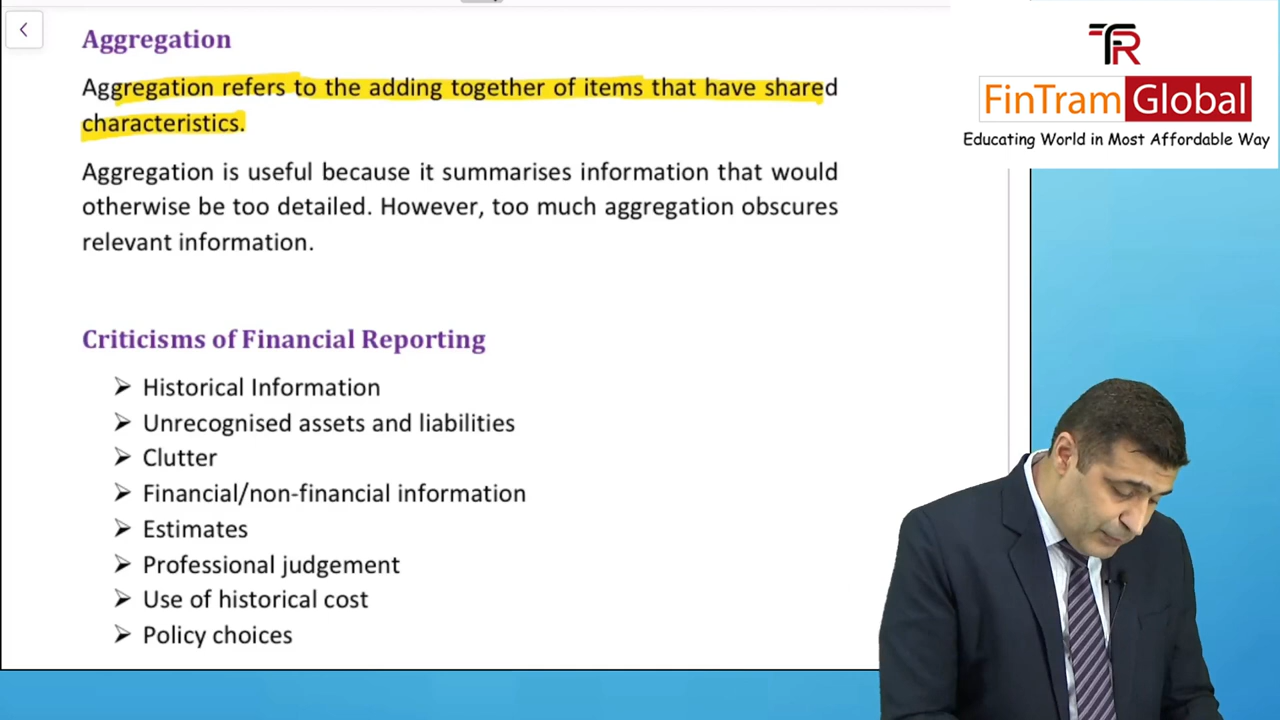 Aggregation
Aggregation refers to the adding together of items that have shared
characteristics.
Aggregation is useful because it summarises information that would
otherwise be too detailed. However, too much aggregation obscures
relevant information.
Criticisms of Financial Reporting
➢ Historical Information
➢ Unrecognised assets and liabilities
➢ Clutter
➢ Financial/non-financial information
➢ Estimates
➢ Professional judgement
➢ Use of historical cost
➢ Policy choices
TFR
FinTram Global
Educating World in Most Affordable Way